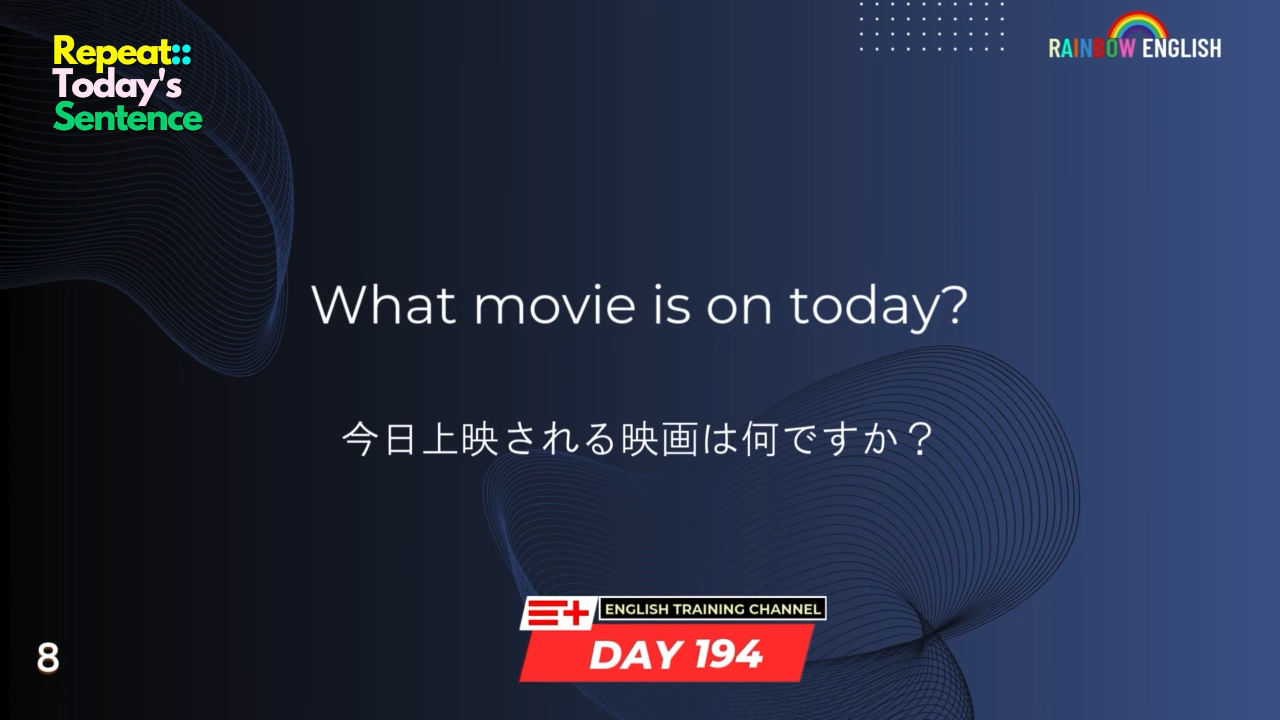 Repeat::
Today's
Sentence
RAINBOW ENGLISH
What movie is on today?
今日上映される映画は何ですか？
E+ ENGLISH TRAINING CHANNEL
DAY 194
8